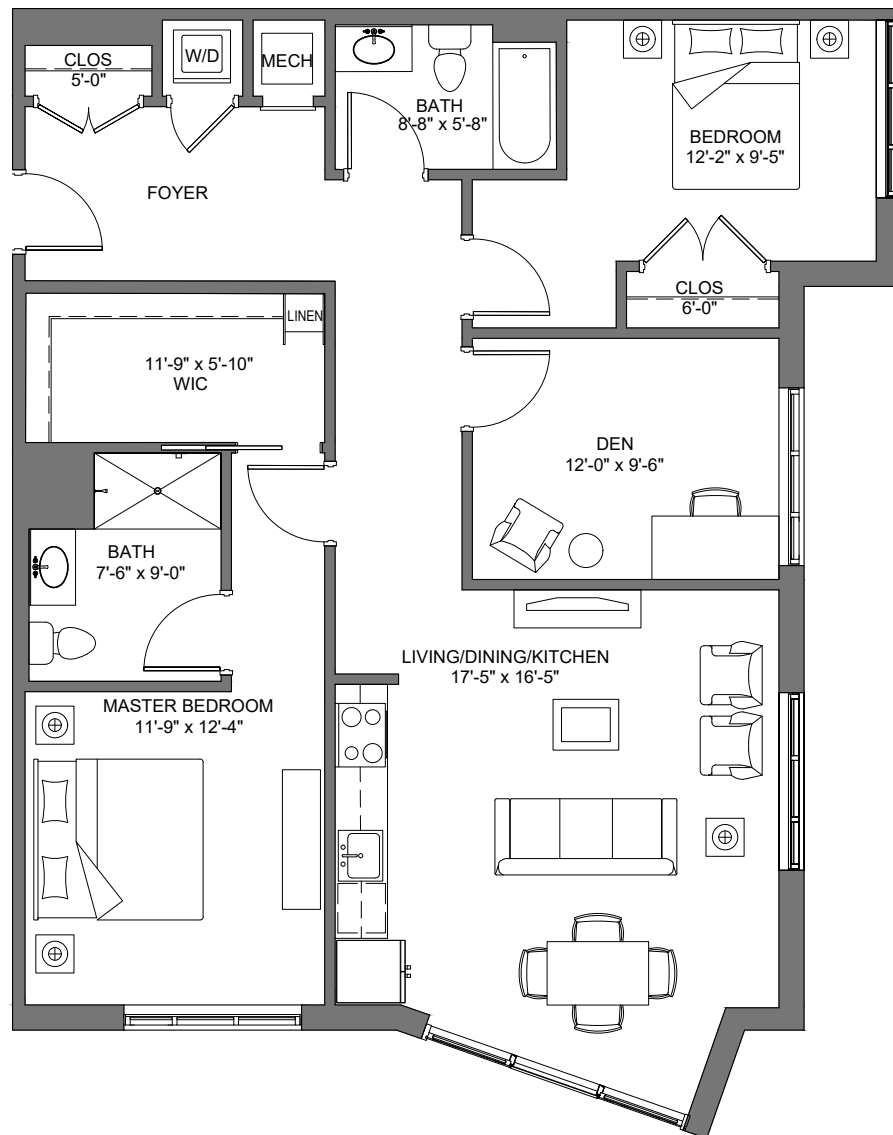 CLOS
5'-0"
W/D
MECH
BATH
8'-8" x 5'-8"
BEDROOM
12'-2" x 9'-5"
FOYER
CLOS
6'-0"
LINEN
11'-9" x 5'-10"
WIC
DEN
12'-0" x 9'-6"
BATH
7'-6" x 9'-0"
LIVING/DINING/KITCHEN
17'-5" x 16'-5"
MASTER BEDROOM
11'-9" x 12'-4"